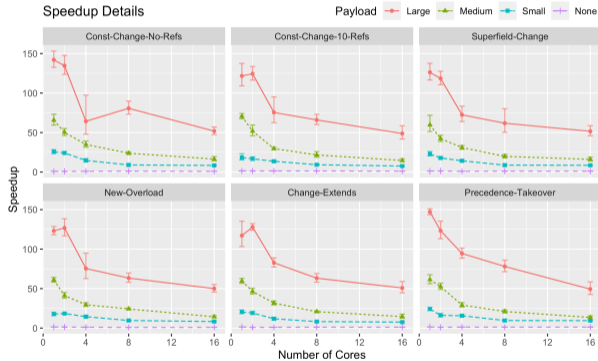 Speedup Details
Payload Large Medium Small None
Const-Change-No-Refs Const-Change-10-Refs Superfield-Change
150
100
50
0
New-Overload Change-Extends Precedence-Takeover
150
100
50
0
0 4 8 12 16 0 4 8 12 16 0 4 8 12 16
Speedup
Number of Cores